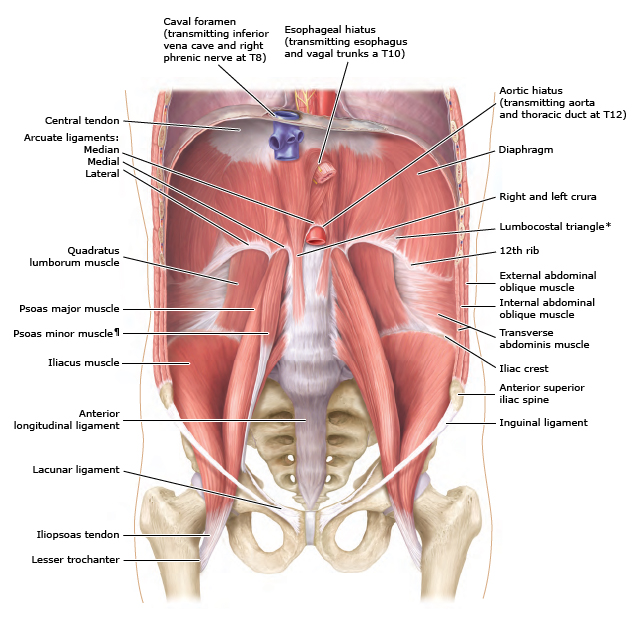 Caval foramen
(transmitting inferior
vena cave and right
phrenic nerve at T8)
Esophageal hiatus
(transmitting esophagus
and vagal trunks a T10)
Aortic hiatus
(transmitting aorta
and thoracic duct at T12)
Central tendon
Arcuate ligaments:
Median
Medial
Lateral
Quadratus
lumborum muscle
Psoas major muscle
Psoas minor muscle¶
Iliacus muscle
Anterior
longitudinal ligament
Lacunar ligament
Iliopsoas tendon
Lesser trochanter
Diaphragm
Right and left crura
Lumbocostal triangle*
12th rib
External abdominal
oblique muscle
Internal abdominal
oblique muscle
Transverse
abdominis muscle
Iliac crest
Anterior superior
iliac spine
Inguinal ligament